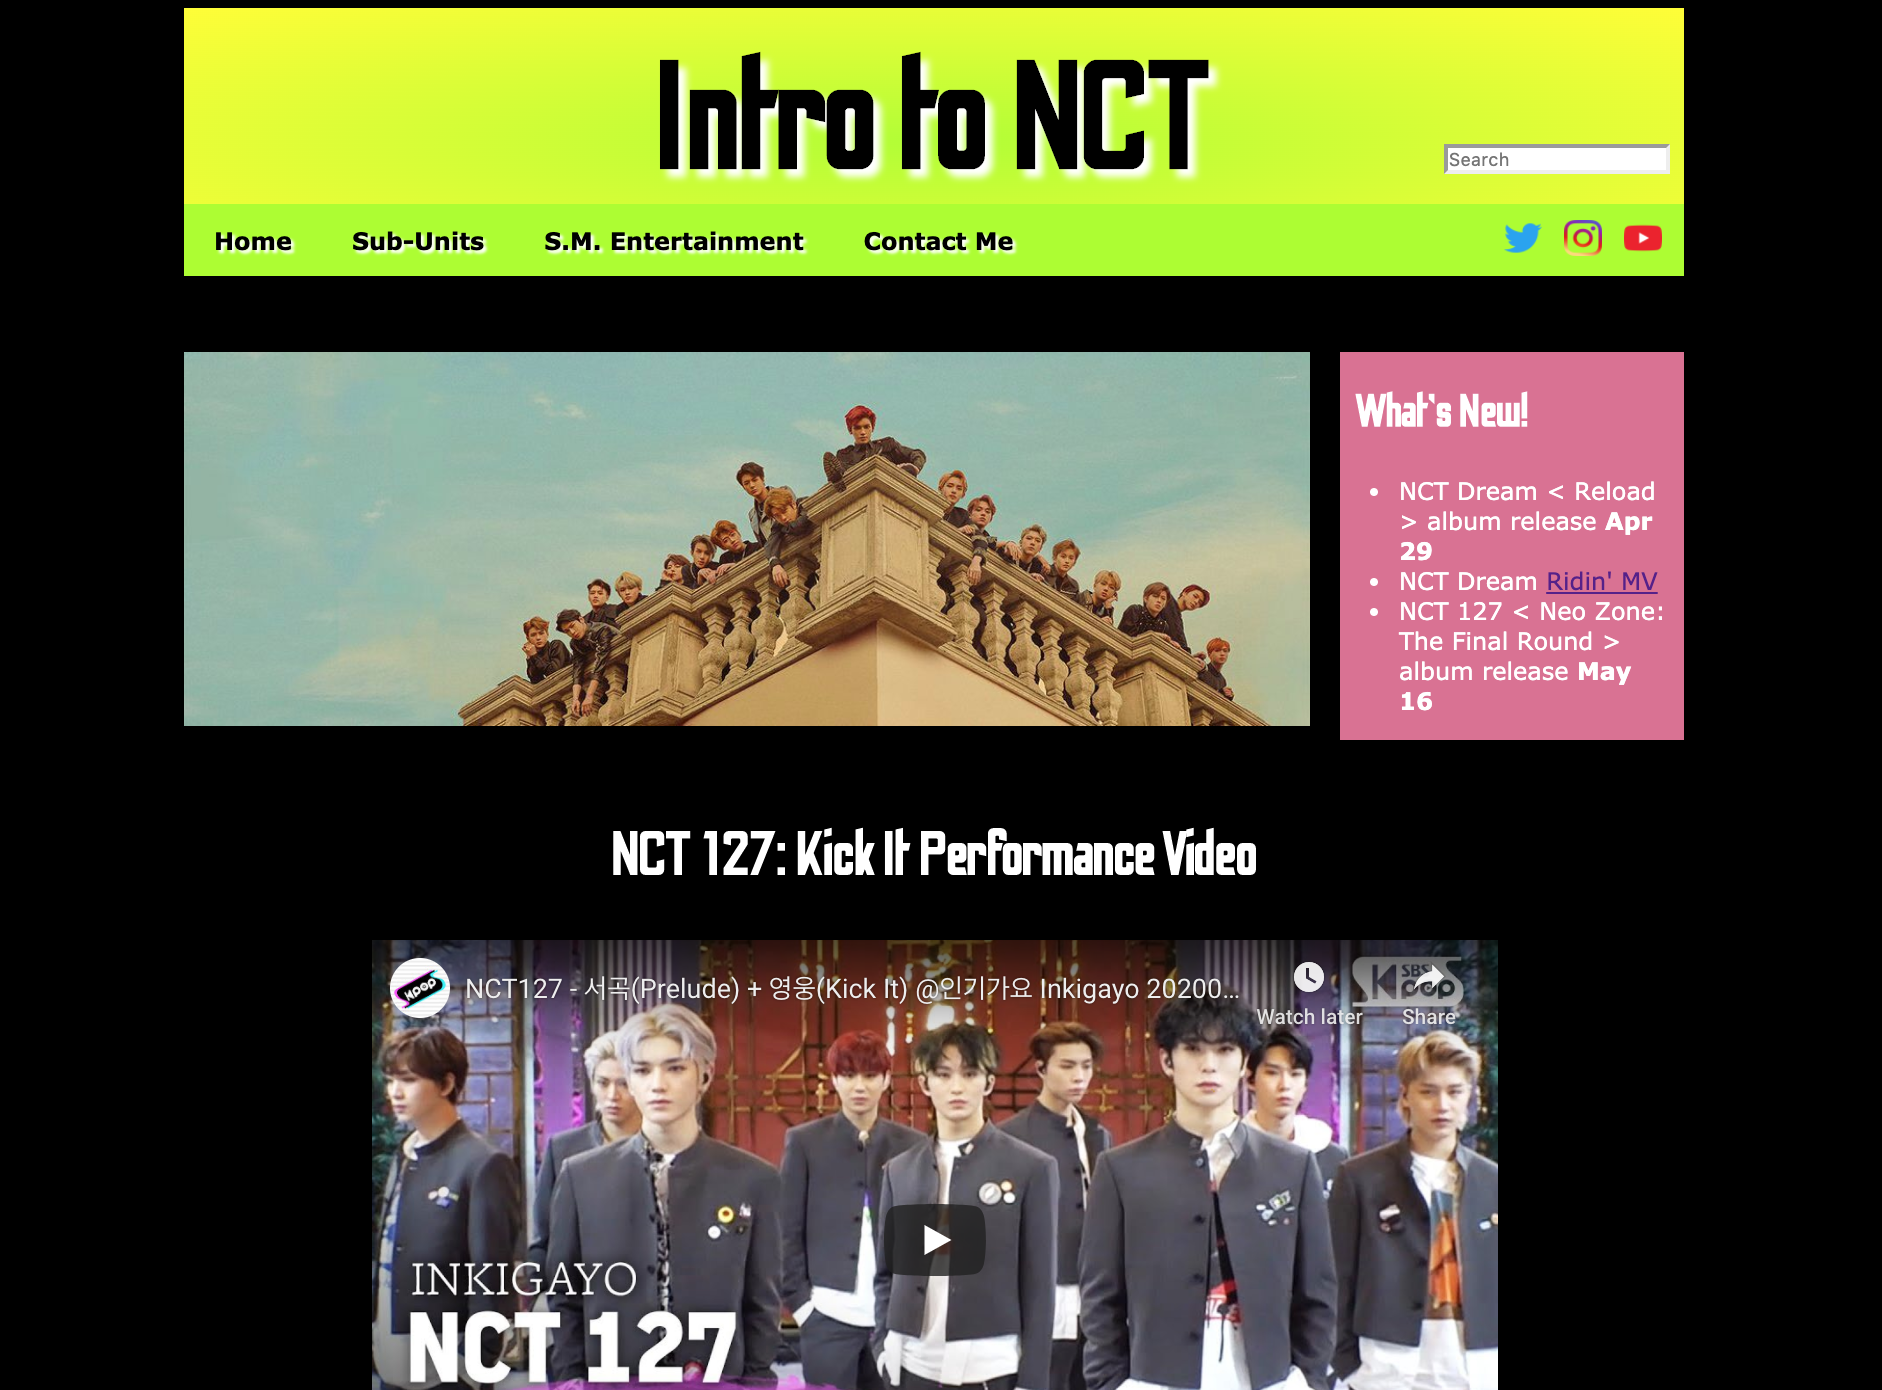 Intro to NCT
Search
Home Sub-Units S.M. Entertainment Contact Me
What's New!
NCT Dream < Reload
> album release Apr
29
NCT Dream Ridin' MV
NCT 127 < Neo Zone:
The Final Round >
album release May
16
NCT 127: Kick It Performance Video
KPOP
NCT127 - 서곡(Prelude) + 영웅(Kick It) @인기가요 Inkigayo 20200...
SBS
Kpop
Watch later Share
INKIGAYO
NCT 127